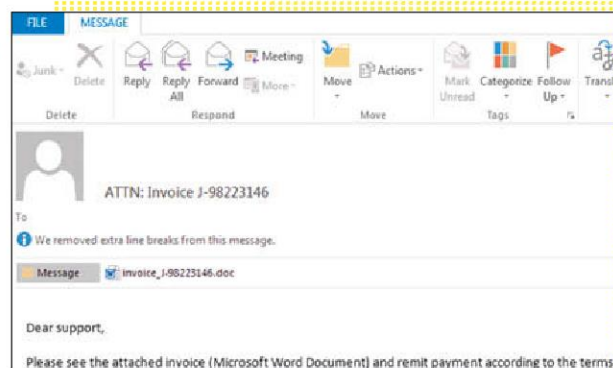 FILE MESSAGE
Junk Delete Reply Reply All Forward Meeting More Move Actions Mark Unread Categorize Follow Up
Delete Respond Move Tags
ATTN: Invoice J-98223146
To
We removed extra line breaks from this message.
Message invoice_J-98223146.doc
Dear support,
Please see the attached invoice (Microsoft Word Document) and remit payment according to the terms